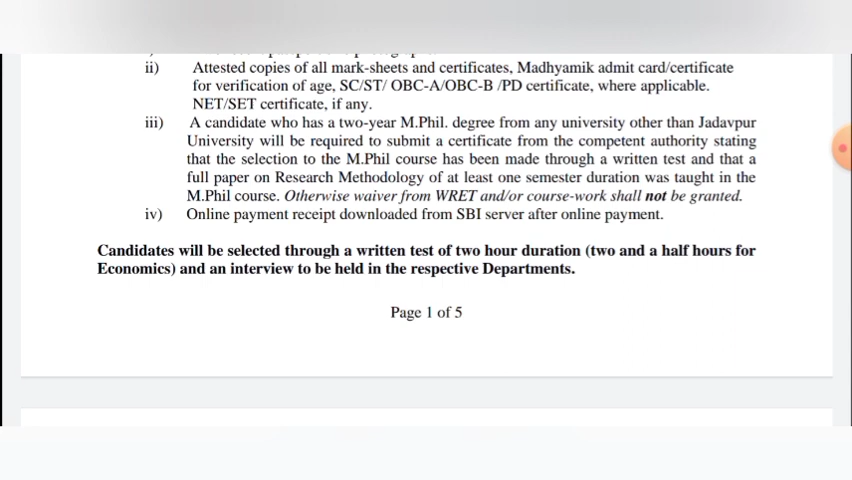 ii) Attested copies of all mark-sheets and certificates, Madhyamik admit card/certificate
for verification of age, SC/ST/ OBC-A/OBC-B /PD certificate, where applicable.
NET/SET certificate, if any.
iii) A candidate who has a two-year M.Phil. degree from any university other than Jadavpur
University will be required to submit a certificate from the competent authority stating
that the selection to the M.Phil course has been made through a written test and that a
full paper on Research Methodology of at least one semester duration was taught in the
M.Phil course. Otherwise waiver from WRET and/or course-work shall not be granted.
iv) Online payment receipt downloaded from SBI server after online payment.
Candidates will be selected through a written test of two hour duration (two and a half hours for
Economics) and an interview to be held in the respective Departments.
Page 1 of 5